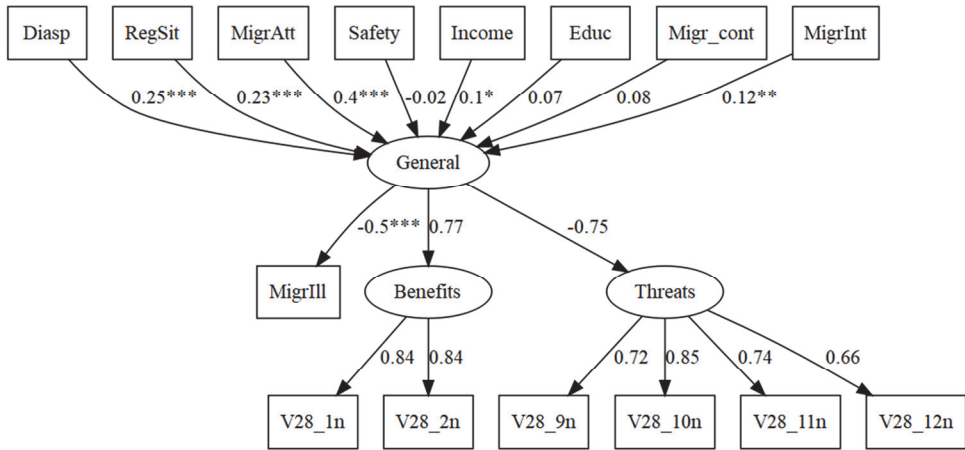 Diasp RegSit MigrAtt Safety Income Educ Migr_cont MigrInt
0.25*** 0.23*** 0.4*** -0.02 0.1* 0.07 0.08 0.12**
General
-0.5*** 0.77 -0.75
MigrIll Benefits Threats
0.84 0.84 0.72 0.85 0.74 0.66
V28_1n V28_2n V28_9n V28_10n V28_11n V28_12n